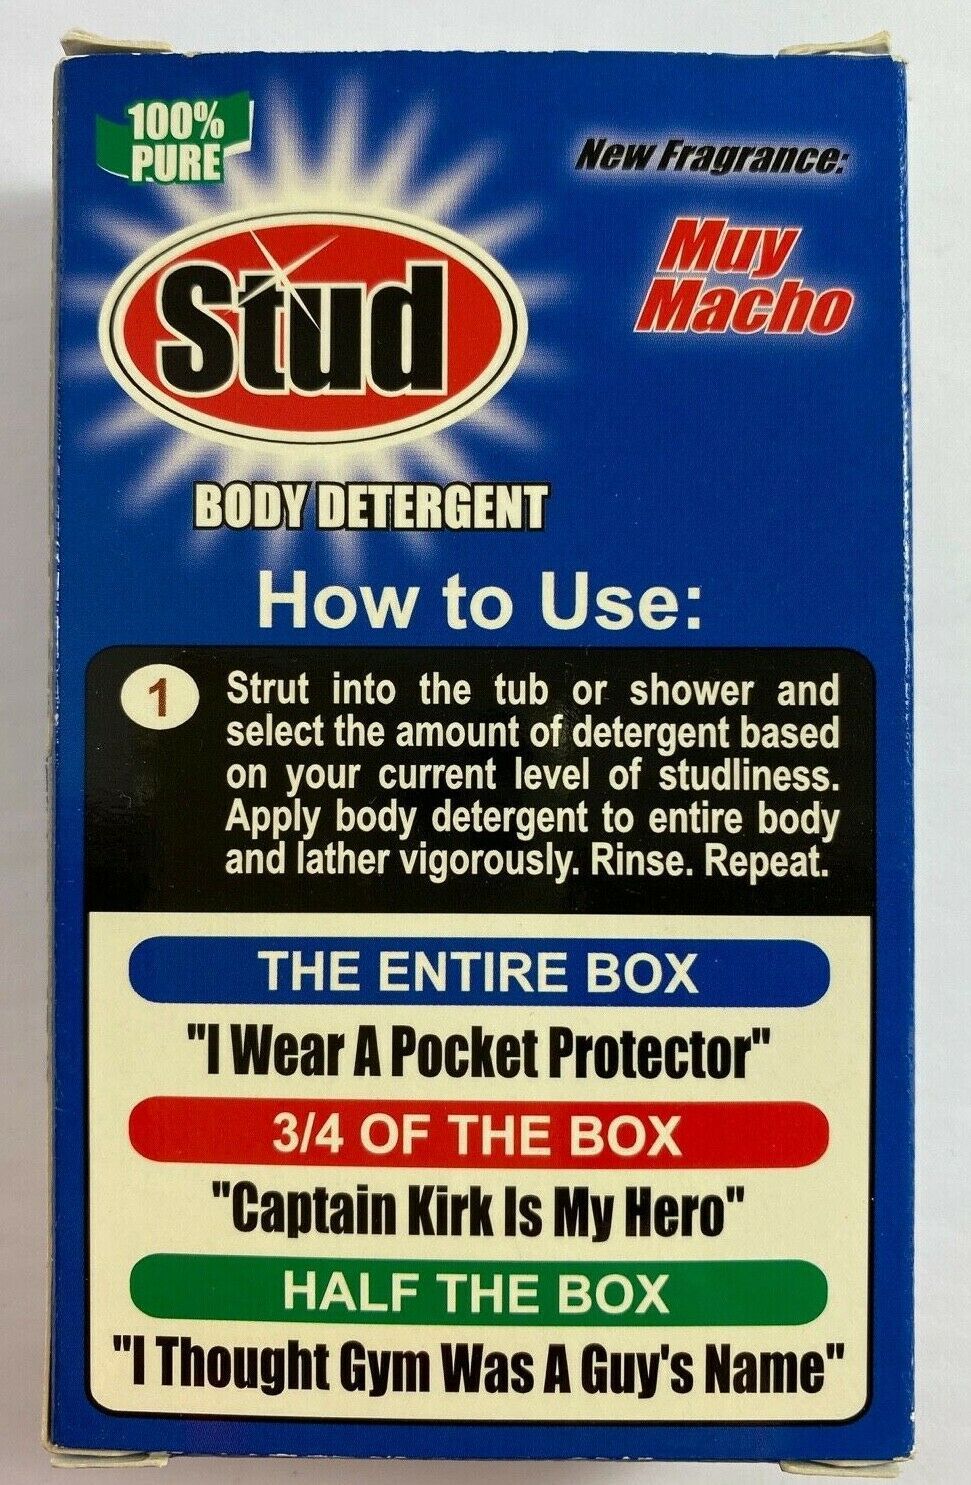 100%
PURE
Stud
BODY DETERGENT
New Fragrance:
Muy
Macho
How to Use:
1
Strut into the tub or shower and
select the amount of detergent based
on your current level of studliness.
Apply body detergent to entire body
and lather vigorously. Rinse. Repeat.
THE ENTIRE BOX
"I Wear A Pocket Protector"
3/4 OF THE BOX
"Captain Kirk Is My Hero"
HALF THE BOX
"I Thought Gym Was A Guy's Name"